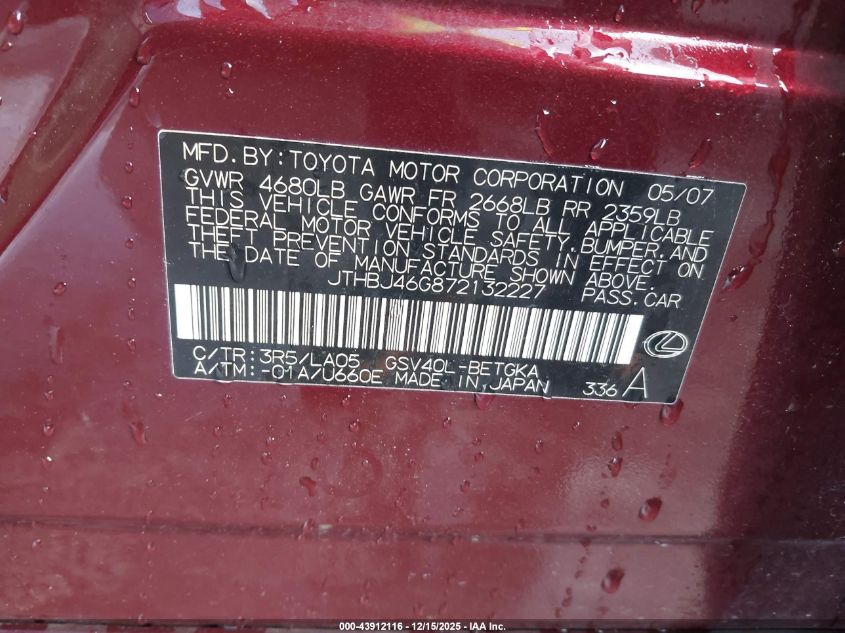 MFD.BY:TOYOTA MOTOR CORPORATION 05/07
GVWR 4680LB GAWR FR 2668LB RR 2359LB
THIS VEHICLE CONFORMS TO ALL APPLICABLE
FEDERAL MOTOR VEHICLE SAFETY,BUMPER,AND
THEFT PREVENTION STANDARDS IN EFFECT ON
THE DATE OF MANUFACTURE SHOWN ABOVE.
JTHBJ46G872132227 PASS.CAR
C/TR:3R5/LA05 GSV40L-BETGKA
A/TM:-01A/U660E MADE IN JAPAN 336 A
000-43912116 - 12/15/2025 - IAA Inc.